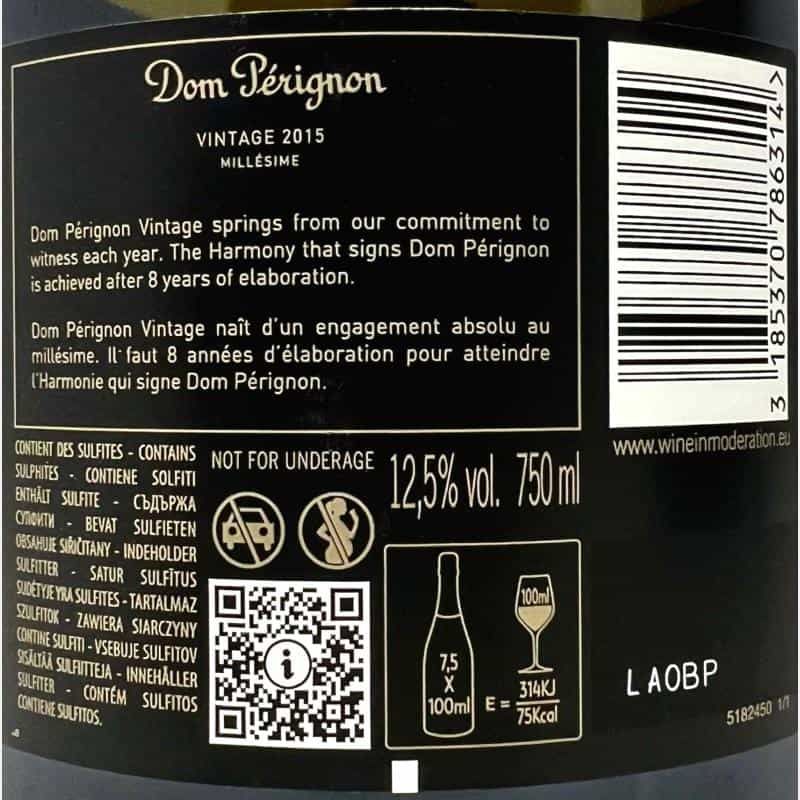 Dom Pérignon
VINTAGE 2015
MILLÉSIME
Dom Pérignon Vintage springs from our commitment to
witness each year. The Harmony that signs Dom Pérignon
is achieved after 8 years of elaboration.
Dom Pérignon Vintage naît d'un engagement absolu au
millésime. Il faut 8 années d'élaboration pour atteindre
l'Harmonie qui signe Dom Pérignon.
CONTIENT DES SULFITES - CONTAINS
SULPHITES - CONTIENE SOLFITI
ENTHÄLT SULFITE - СЪДЪРЖА
СУЛФИТИ - BEVAT SULFIETEN
OBSAHUJE SIŘIČITANY - INDEHOLDER
SULFITTER - SATUR SULFĪTUS
SUDĖTYJE YRA SULFITES - TARTALMAZ
SZULFITOK - ZAWIERA SIARCZYNY
CONTINE SULFITI - VSEBUJE SULFITOV
SISÄLTÄÄ SULFIITTEJA - INNEHÅLLER
SULFITER - CONTÉM SULFITOS
CONTIENE SULFITOS.
NOT FOR UNDERAGE
i
12,5% vol. 750 ml
7,5
X
100ml
100ml
E = 314KJ
75Kcal
3 185370 786314 >
www.wineinmoderation.eu
LAOBP
5182450 1/1